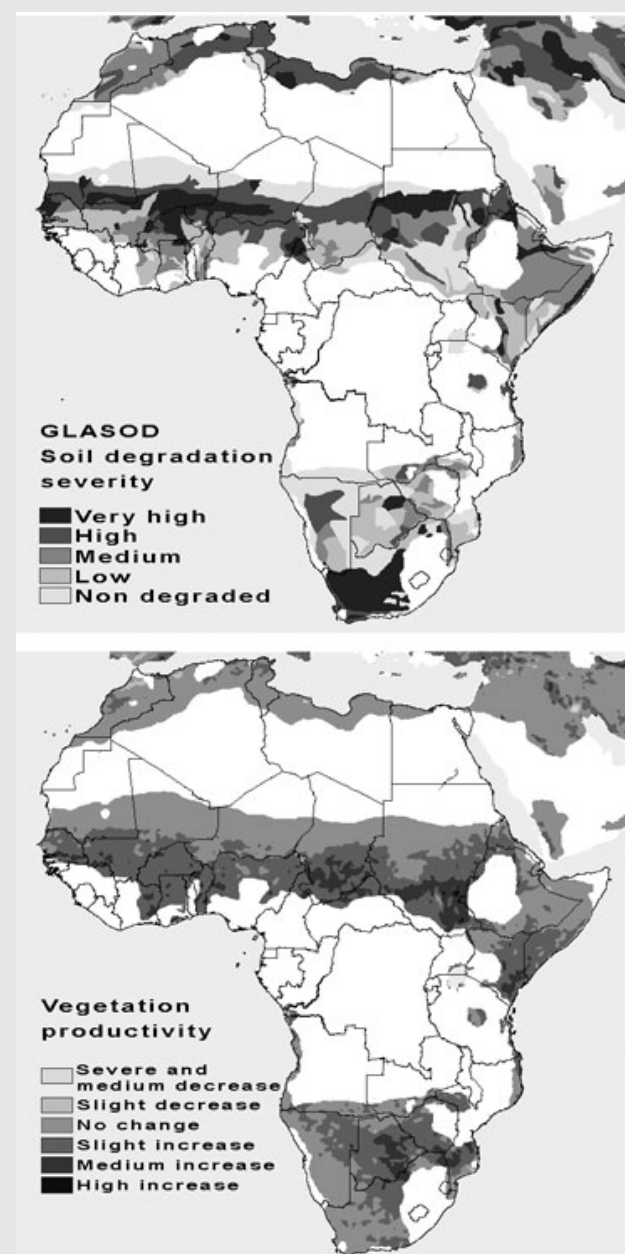 GLASOD
Soil degradation
severity
Very high
High
Medium
Low
Non degraded
Vegetation
productivity
Severe and
medium decrease
Slight decrease
No change
Slight increase
Medium increase
High increase